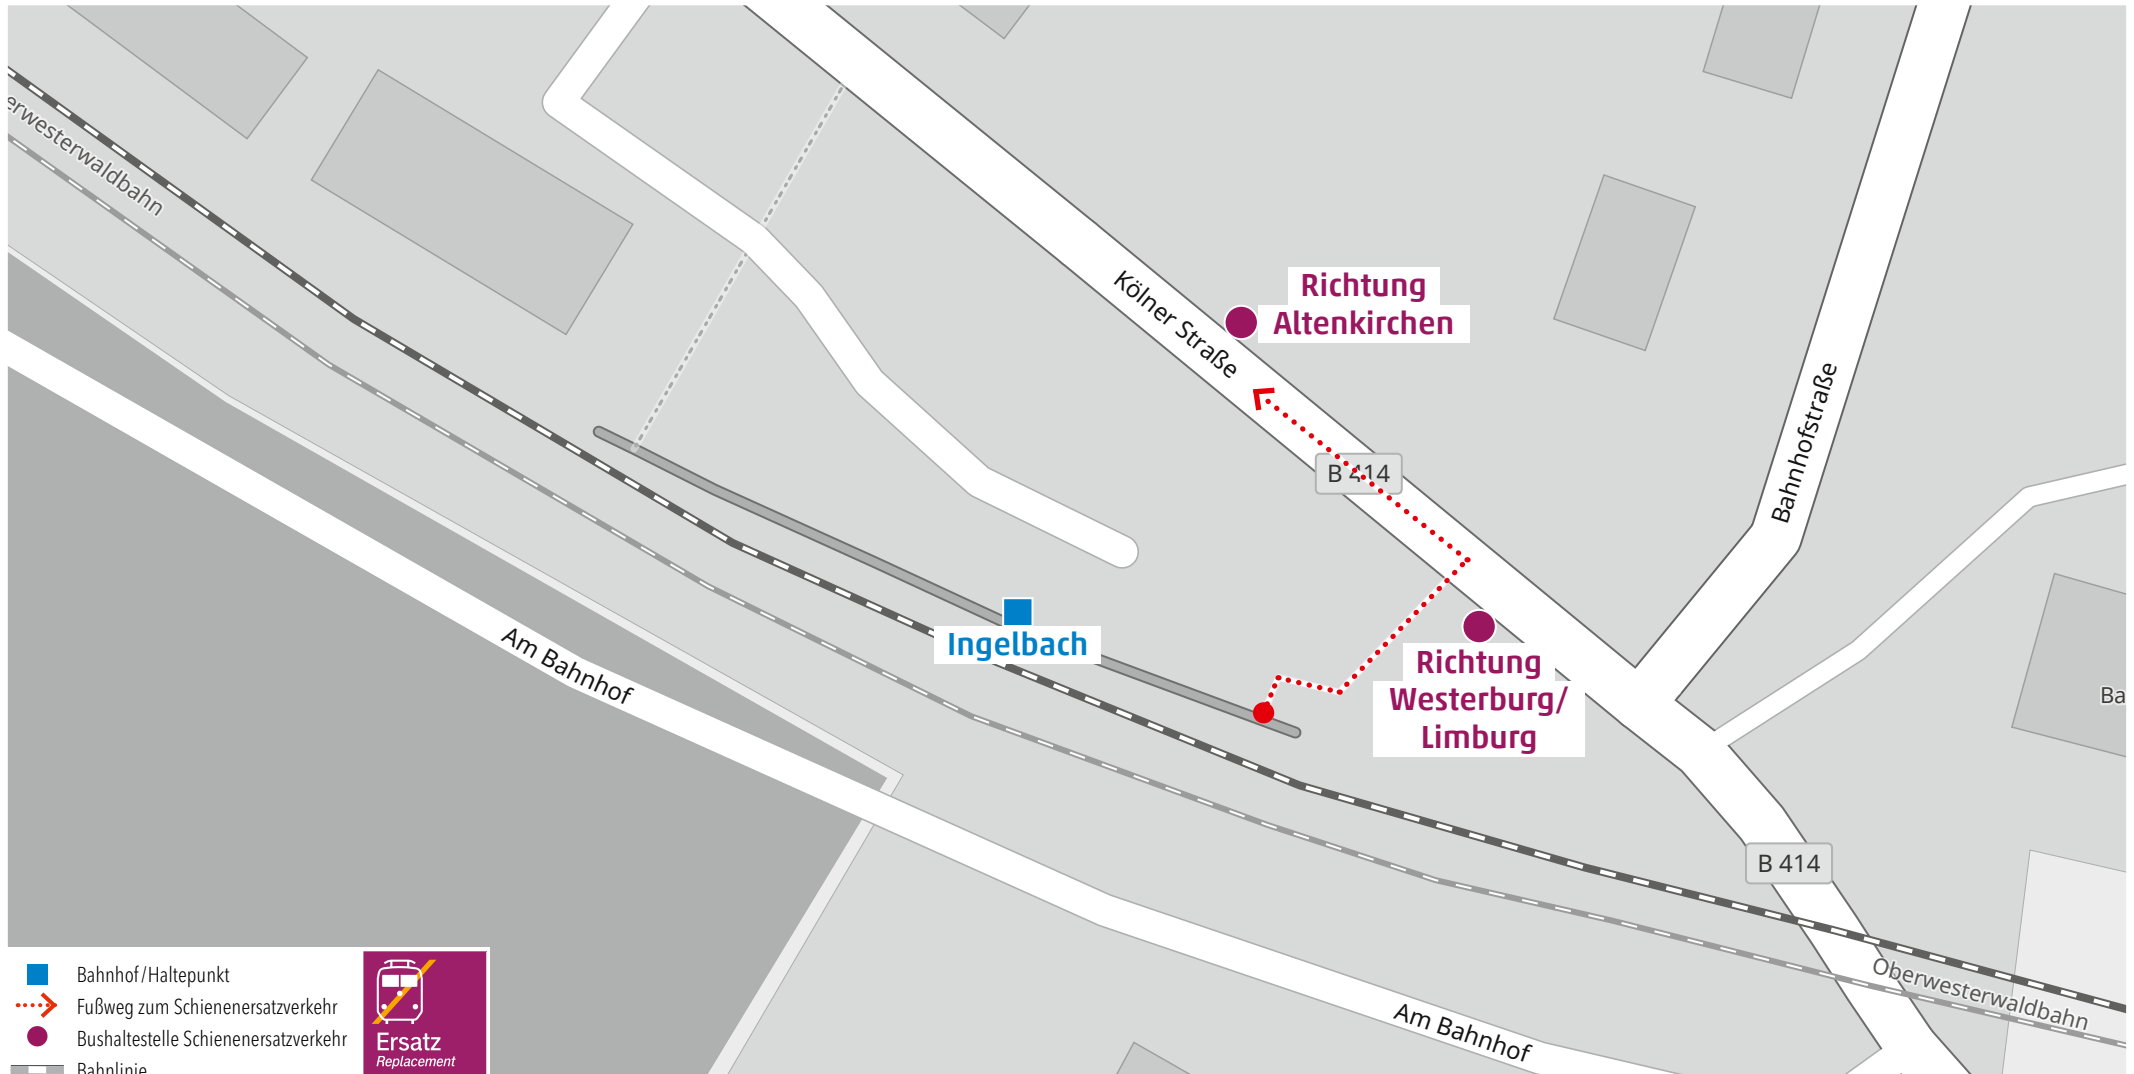 erwesterwaldbahn
Kölner Straße
Richtung
Altenkirchen
B 414
Bahnhofstraße
Ingelbach
Richtung
Westerburg/
Limburg
Am Bahnhof
Ba
B 414
Oberwesterwaldbahn
Am Bahnhof
Bahnhof/Haltepunkt
Fußweg zum Schienenersatzverkehr
Bushaltestelle Schienenersatzverkehr
Bahnlinie
Ersatz
Replacement